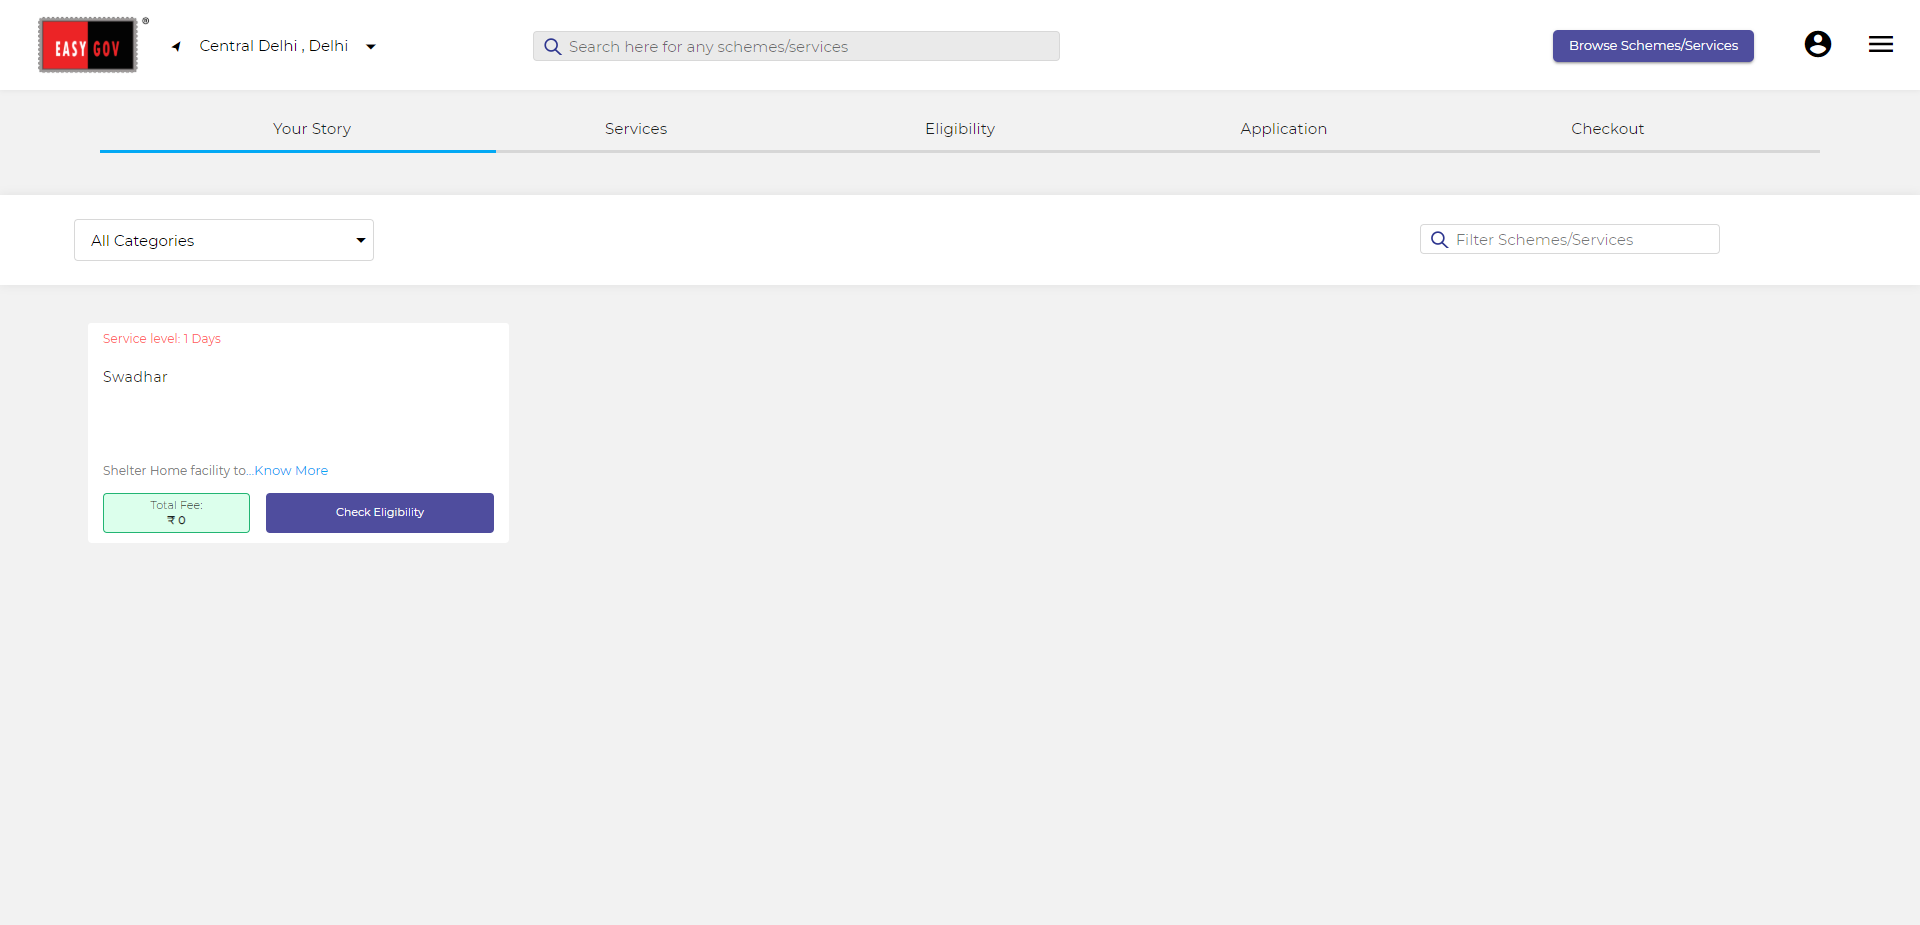 EASY GOV ®
Central Delhi , Delhi
Search here for any schemes/services
Browse Schemes/Services
Your Story
Services
Eligibility
Application
Checkout
All Categories
Filter Schemes/Services
Service level: 1 Days
Swadhar
Shelter Home facility to...Know More
Total Fee:
₹ 0
Check Eligibility